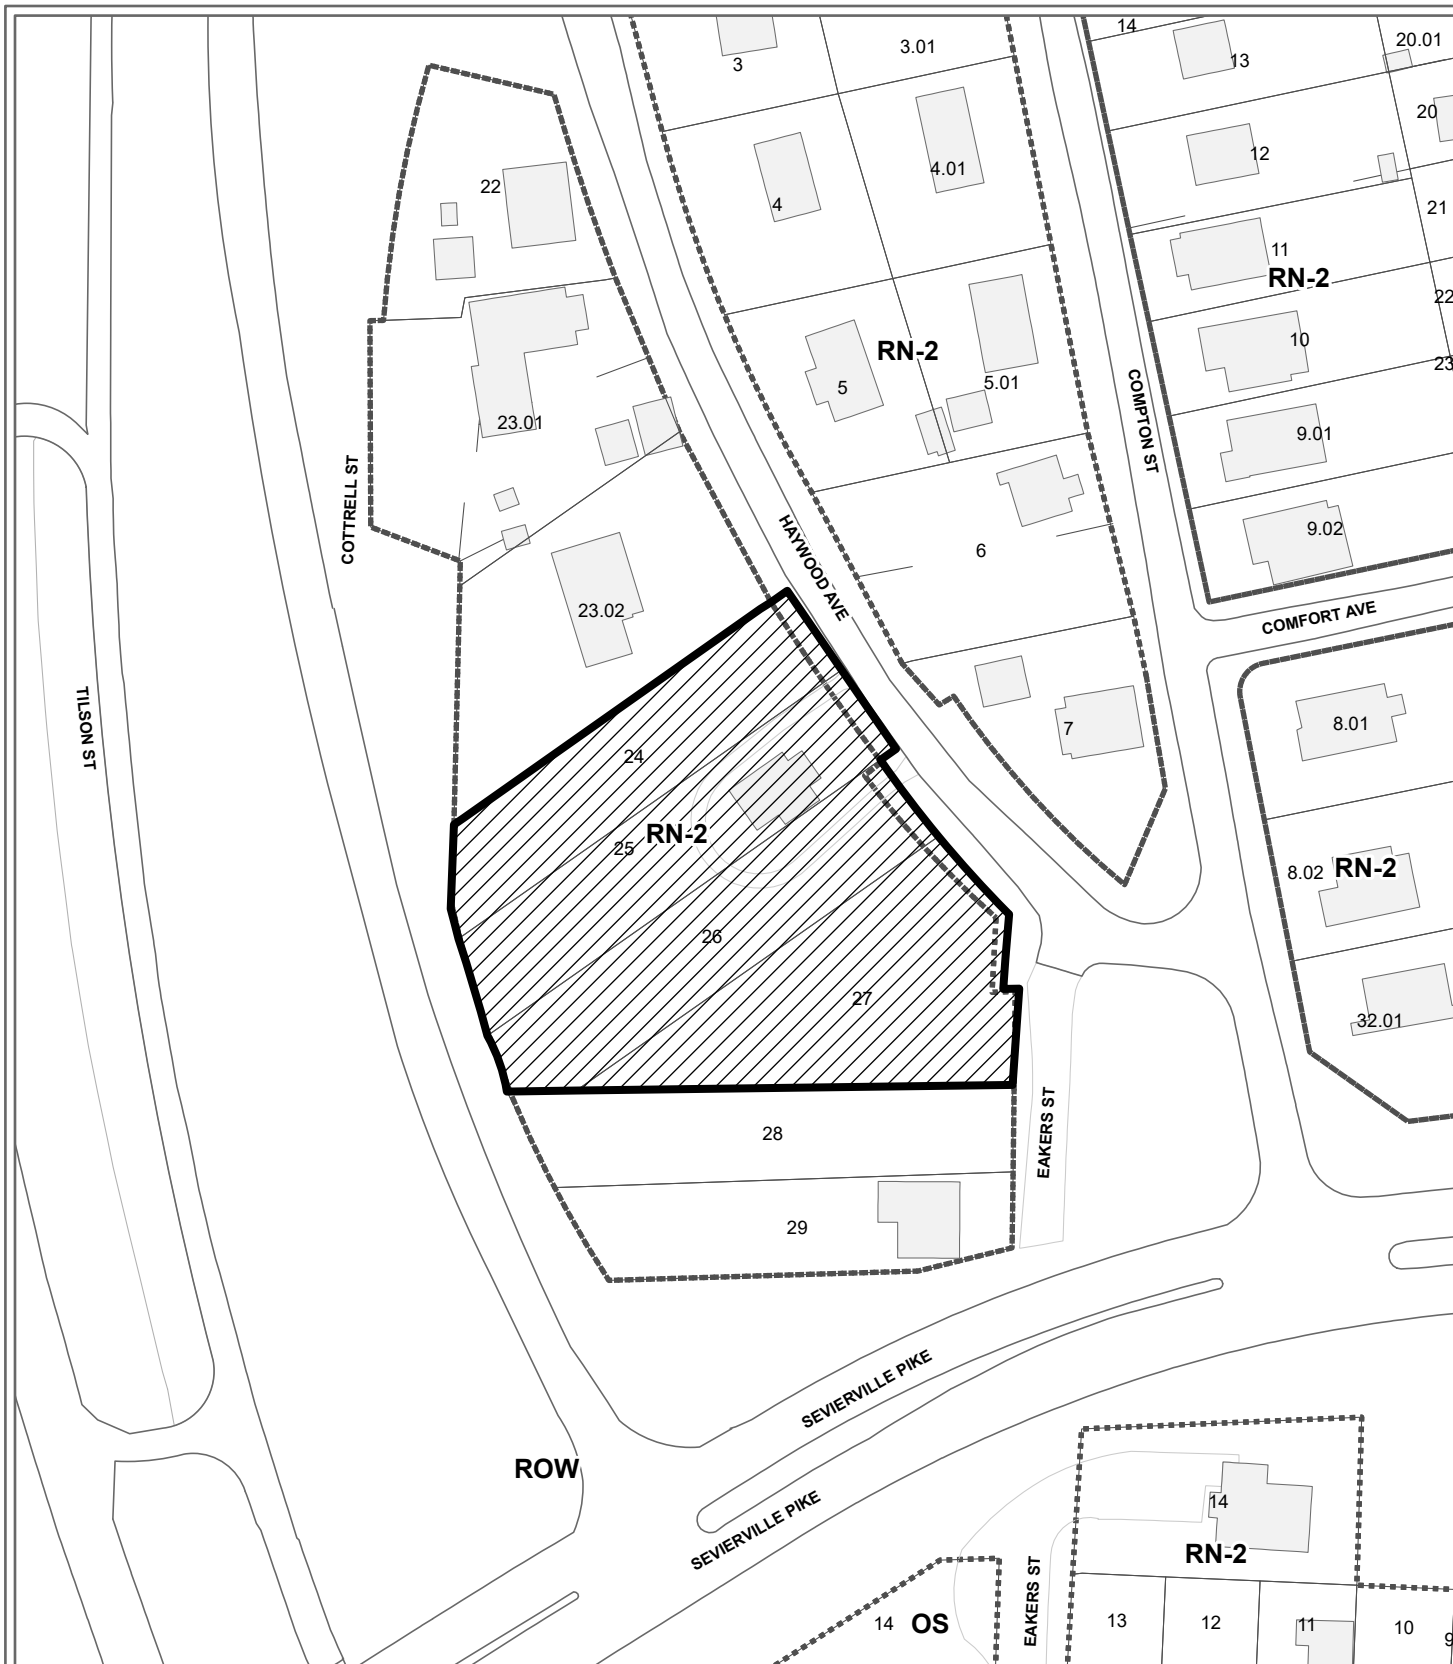 14
3
3.01
20.01
13
20
12
4.01
22
4
21
11
RN-2
22
10
RN-2
23
5.01
5
23.01
COMPTON ST
9.01
COTTRELL ST
9.02
HAYWOOD AVE
6
23.02
COMFORT AVE
TILSON ST
7
8.01
24
RN-2
25
8.02
RN-2
26
27
32.01
EAKERS ST
28
29
SEVIERVILLE PIKE
ROW
14
SEVIERVILLE PIKE
RN-2
EAKERS ST
14
OS
13
12
11
10
9